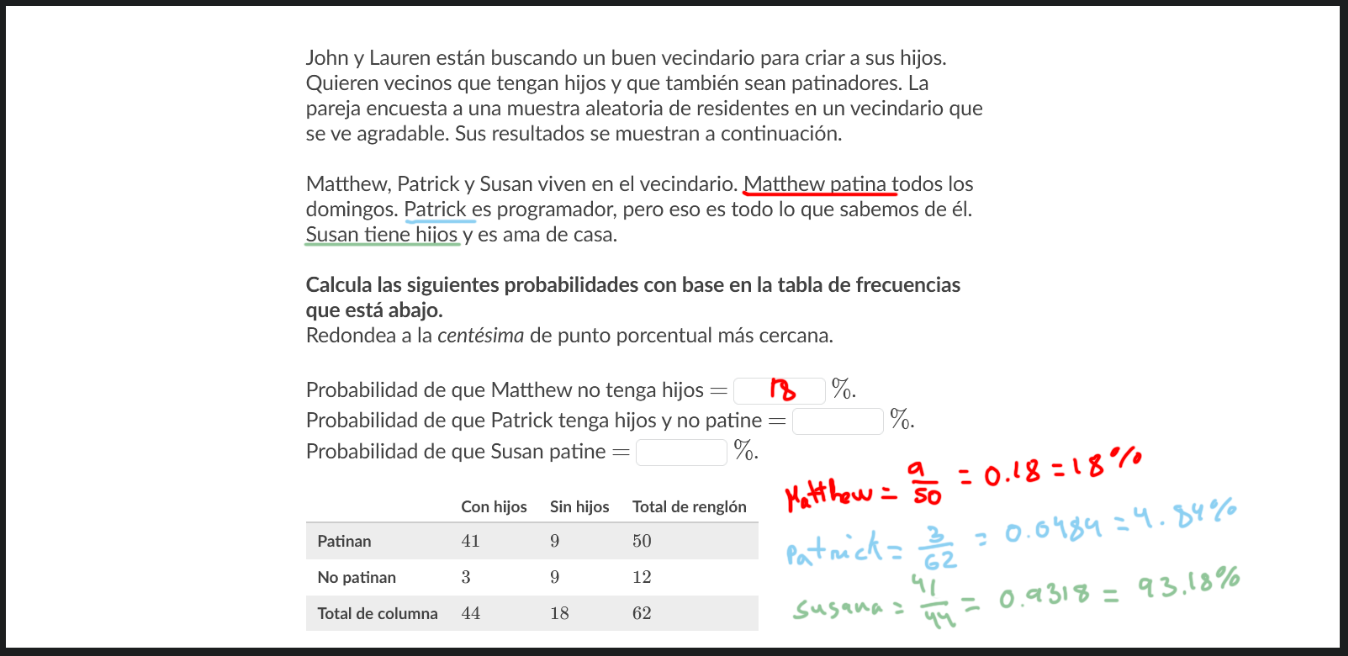 John y Lauren están buscando un buen vecindario para criar a sus hijos.
Quieren vecinos que tengan hijos y que también sean patinadores. La
pareja encuesta a una muestra aleatoria de residentes en un vecindario que
se ve agradable. Sus resultados se muestran a continuación.
Matthew, Patrick y Susan viven en el vecindario. Matthew patina todos los
domingos. Patrick es programador, pero eso es todo lo que sabemos de él.
Susan tiene hijos y es ama de casa.
Calcula las siguientes probabilidades con base en la tabla de frecuencias
que está abajo.
Redondea a la centésima de punto porcentual más cercana.
Probabilidad de que Matthew no tenga hijos = 18 %.
Probabilidad de que Patrick tenga hijos y no patine = %.
Probabilidad de que Susan patine = %.
Con hijos Sin hijos Total de renglón
Patinan 41 9 50
No patinan 3 9 12
Total de columna 44 18 62
Matthew = 9/50 = 0.18 = 18%
Patrick = 3/62 = 0.0484 = 4.84%
Susana = 41/44 = 0.9318 = 93.18%